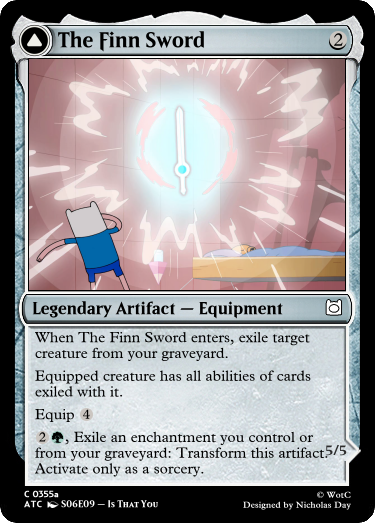 The Finn Sword 2
Legendary Artifact — Equipment
When The Finn Sword enters, exile target
creature from your graveyard.
Equipped creature has all abilities of cards
exiled with it.
Equip 4
2 , Exile an enchantment you control or
from your graveyard: Transform this artifact.
Activate only as a sorcery.
5/5
C 0355a
ATC S06E09 — Is That You
© WotC
Designed by Nicholas Day